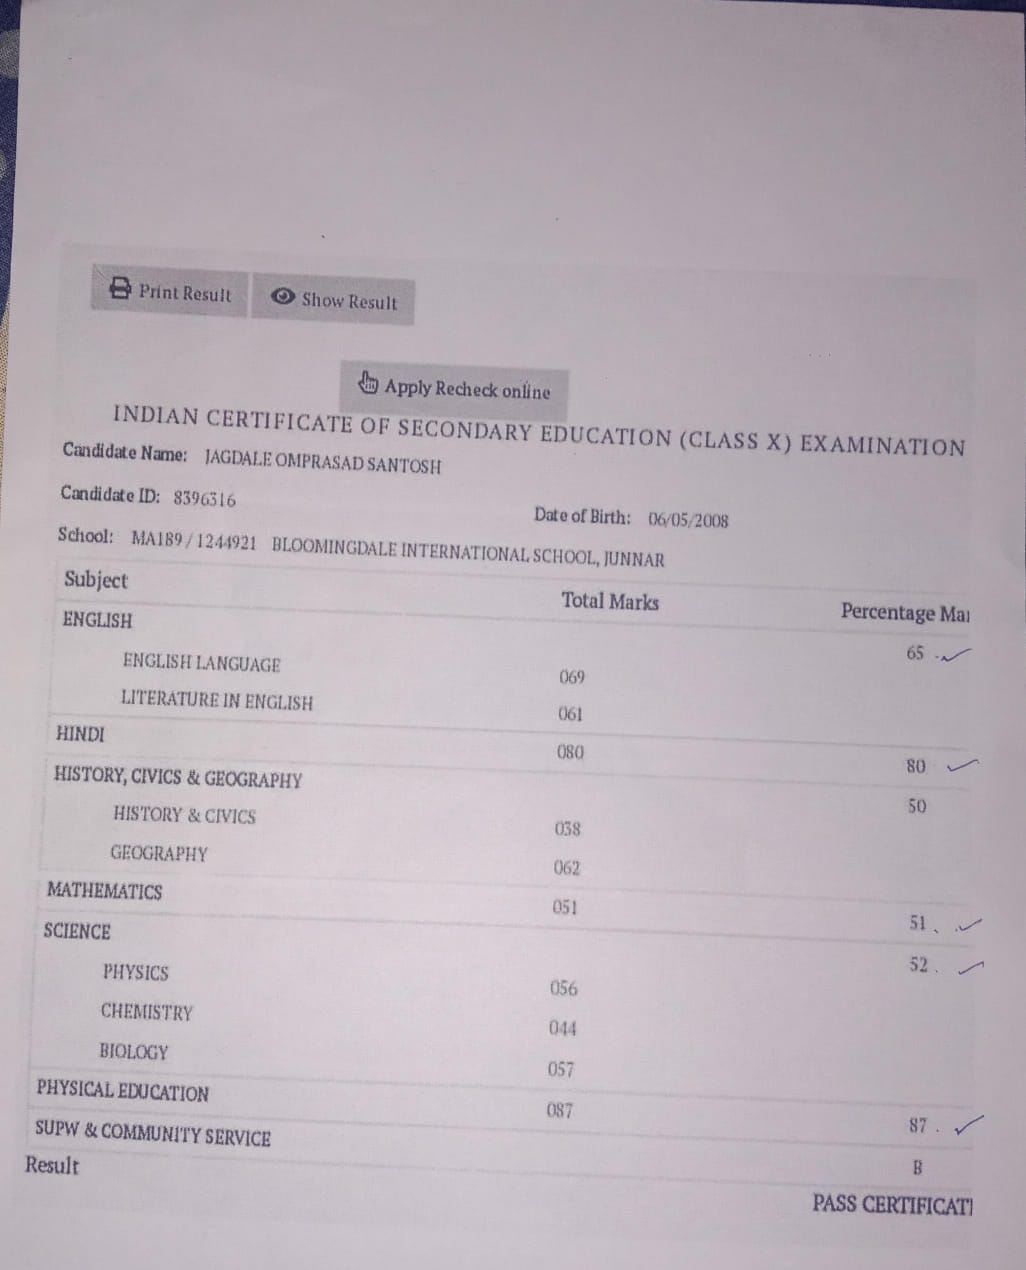 Print Result Show Result
Apply Recheck online
INDIAN CERTIFICATE OF SECONDARY EDUCATION (CLASS X) EXAMINATION
Candidate Name: JAGDALE OMPRASAD SANTOSH
Candidate ID: 8396316 Date of Birth: 06/05/2008
School: MA189 / 1244921 BLOOMINGDALE INTERNATIONAL SCHOOL, JUNNAR
Subject Total Marks Percentage Mar
ENGLISH 65
ENGLISH LANGUAGE 069
LITERATURE IN ENGLISH 061
HINDI 080 80
HISTORY, CIVICS & GEOGRAPHY 50
HISTORY & CIVICS 038
GEOGRAPHY 062
MATHEMATICS 051 51
SCIENCE 52
PHYSICS 056
CHEMISTRY 044
BIOLOGY 057
PHYSICAL EDUCATION 087 87
SUPW & COMMUNITY SERVICE B
Result PASS CERTIFICAT